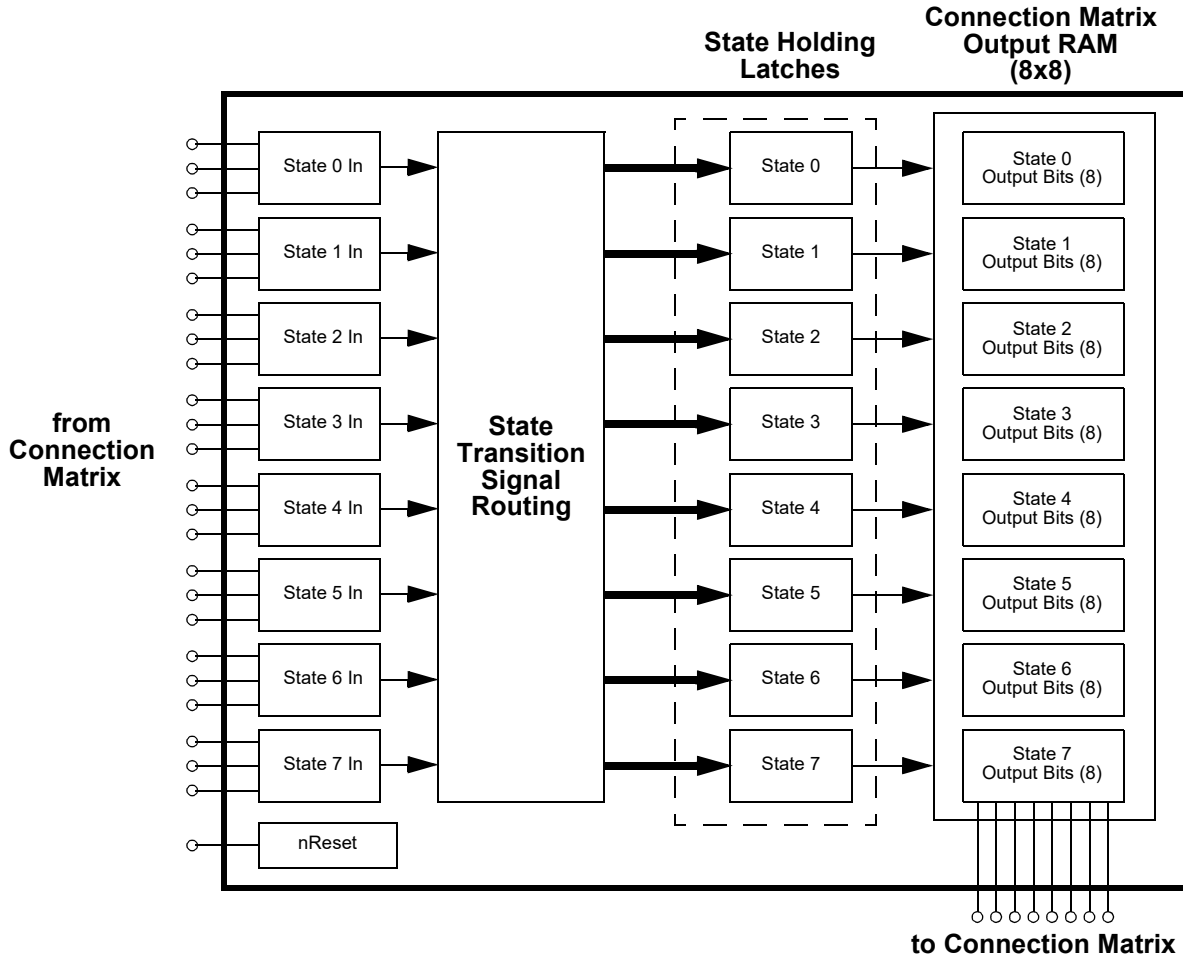 State Holding
Latches
Connection Matrix
Output RAM
(8x8)
from
Connection
Matrix
State 0 In
State 1 In
State 2 In
State 3 In
State 4 In
State 5 In
State 6 In
State 7 In
nReset
State
Transition
Signal
Routing
State 0
State 1
State 2
State 3
State 4
State 5
State 6
State 7
State 0
Output Bits (8)
State 1
Output Bits (8)
State 2
Output Bits (8)
State 3
Output Bits (8)
State 4
Output Bits (8)
State 5
Output Bits (8)
State 6
Output Bits (8)
State 7
Output Bits (8)
to Connection Matrix